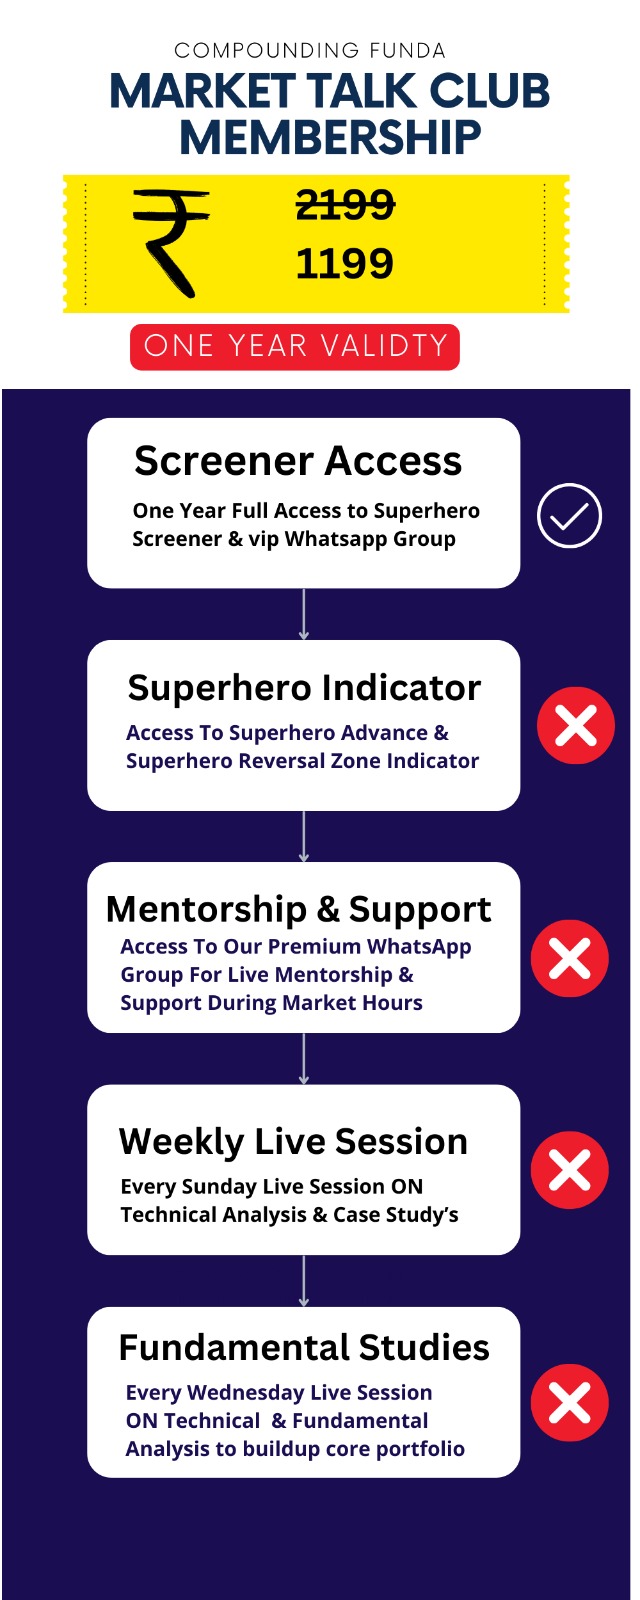 COMPOUNDING FUNDA
MARKET TALK CLUB
MEMBERSHIP
₹
2199
1199
ONE YEAR VALIDTY
Screener Access
One Year Full Access to Superhero
Screener & vip Whatsapp Group
Superhero Indicator
Access To Superhero Advance &
Superhero Reversal Zone Indicator
Mentorship & Support
Access To Our Premium WhatsApp
Group For Live Mentorship &
Support During Market Hours
Weekly Live Session
Every Sunday Live Session ON
Technical Analysis & Case Study's
Fundamental Studies
Every Wednesday Live Session
ON Technical & Fundamental
Analysis to buildup core portfolio